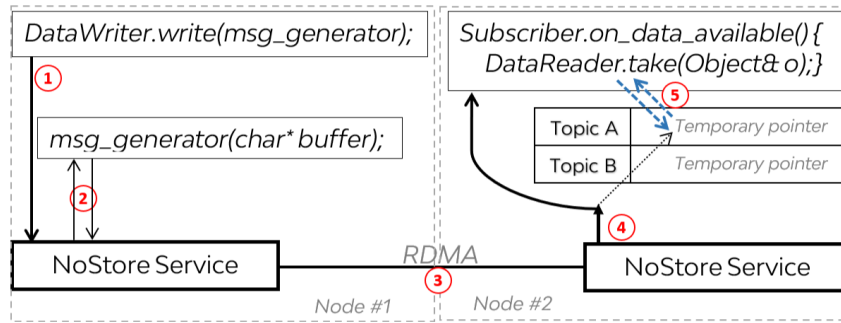 DataWriter.write(msg_generator);
1
msg_generator(char* buffer);
2
NoStore Service
Node #1
RDMA
3
Subscriber.on_data_available() {
DataReader.take(Object& o);}
5
Topic A Temporary pointer
Topic B Temporary pointer
4
NoStore Service
Node #2